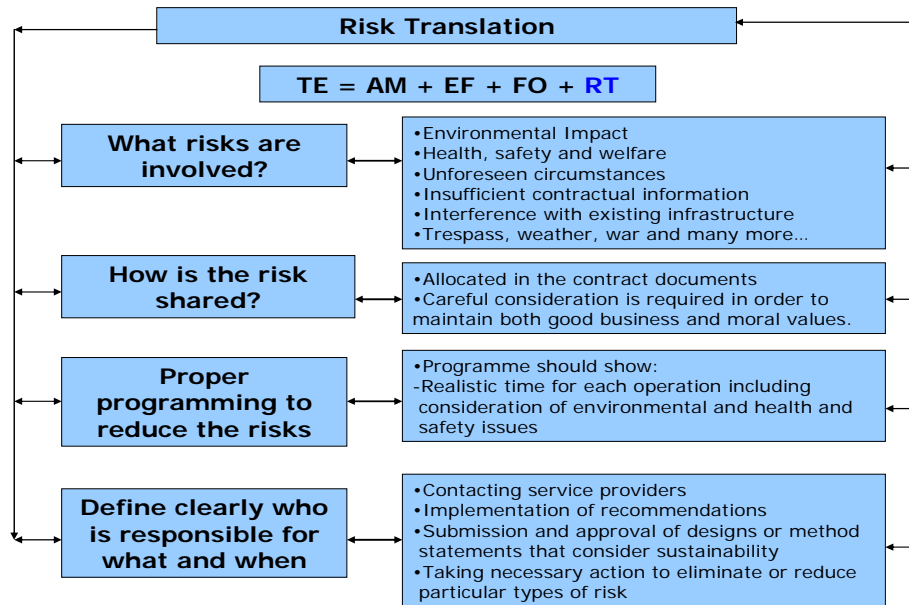 Risk Translation
TE = AM + EF + FO + RT
What risks are
involved?
•Environmental Impact
•Health, safety and welfare
•Unforeseen circumstances
•Insufficient contractual information
•Interference with existing infrastructure
•Trespass, weather, war and many more…
How is the risk
shared?
•Allocated in the contract documents
•Careful consideration is required in order to
maintain both good business and moral values.
Proper
programming to
reduce the risks
•Programme should show:
-Realistic time for each operation including
consideration of environmental and health and
safety issues
Define clearly who
is responsible for
what and when
•Contacting service providers
•Implementation of recommendations
•Submission and approval of designs or method
statements that consider sustainability
•Taking necessary action to eliminate or reduce
particular types of risk